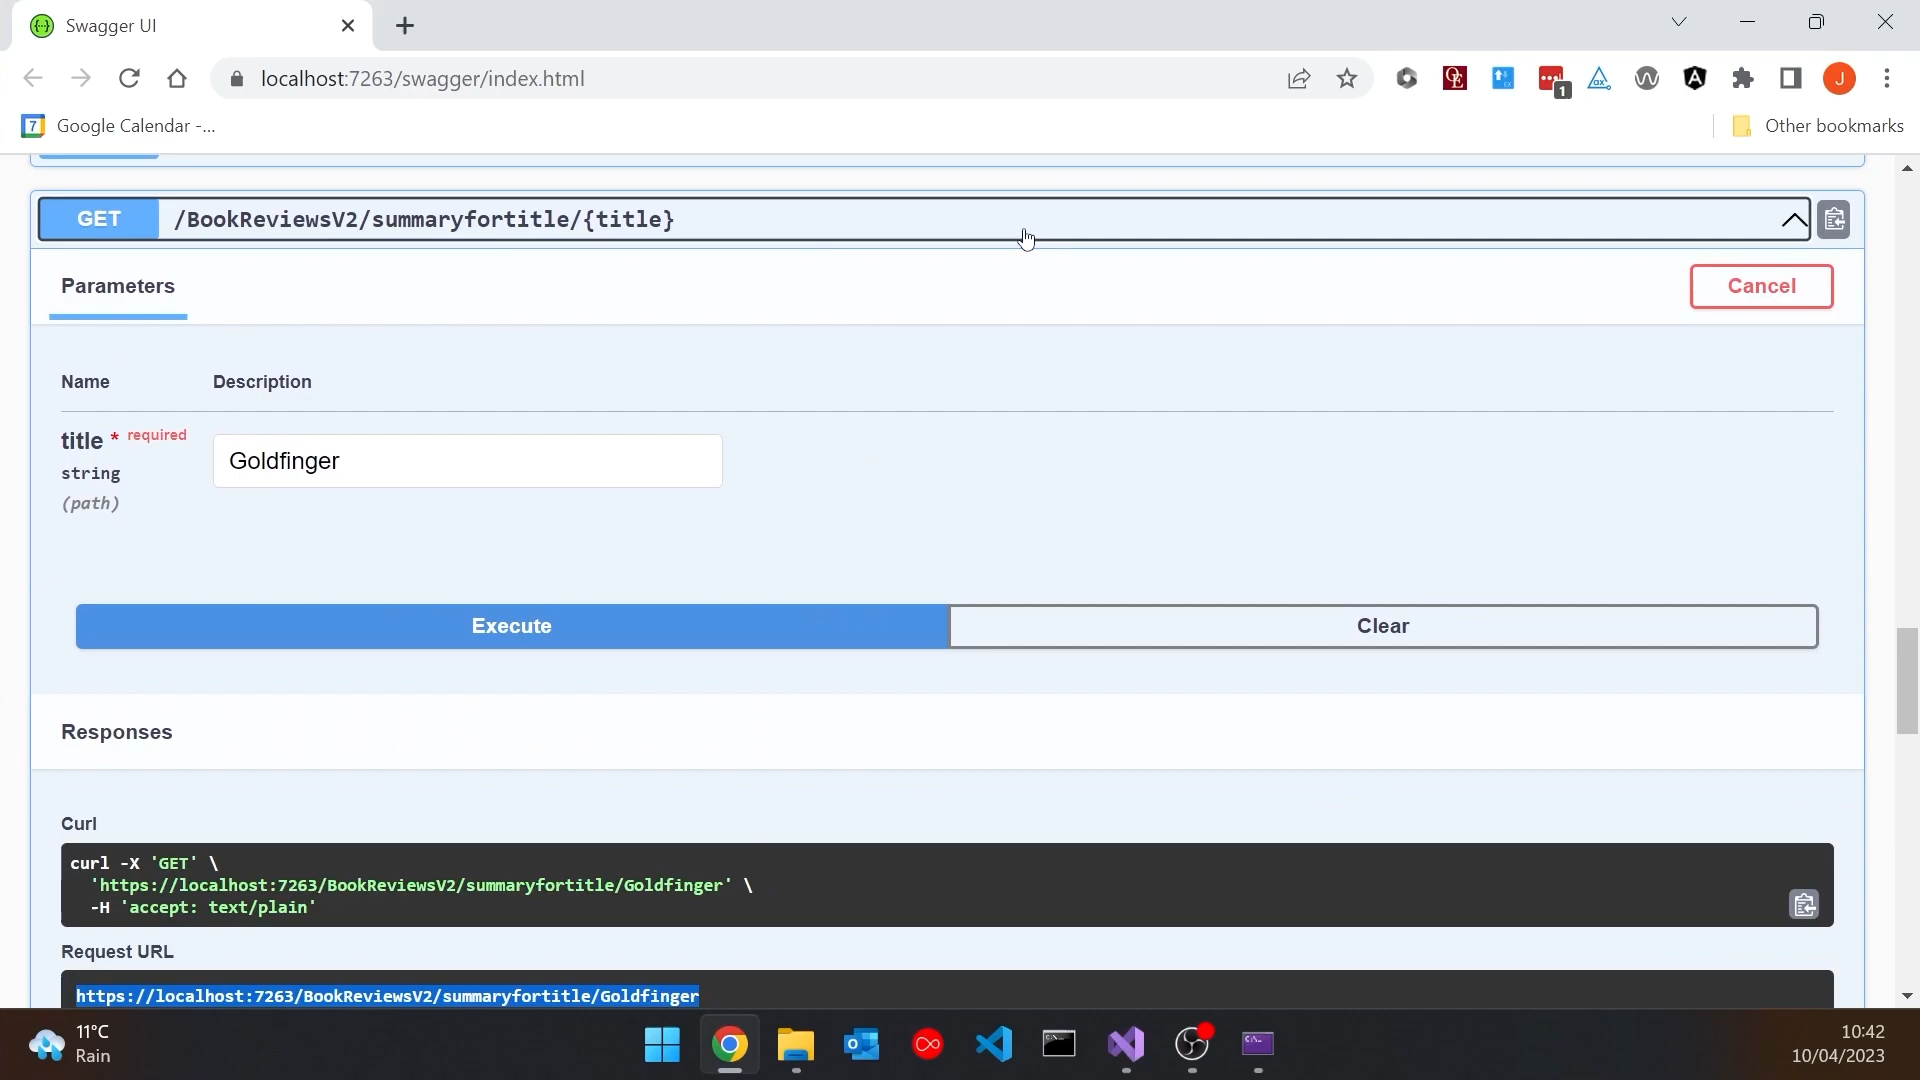 Swagger UI
localhost:7263/swagger/index.html
1
J
7
Google Calendar -...
Other bookmarks
GET /BookReviewsV2/summaryfortitle/{title}
Parameters
Cancel
Name Description
title * required
string
(path)
Goldfinger
Execute
Clear
Responses
Curl
curl -X 'GET' \
'https://localhost:7263/BookReviewsV2/summaryfortitle/Goldfinger' \
-H 'accept: text/plain'
Request URL
https://localhost:7263/BookReviewsV2/summaryfortitle/Goldfinger
11°C
Rain
10:42
10/04/2023